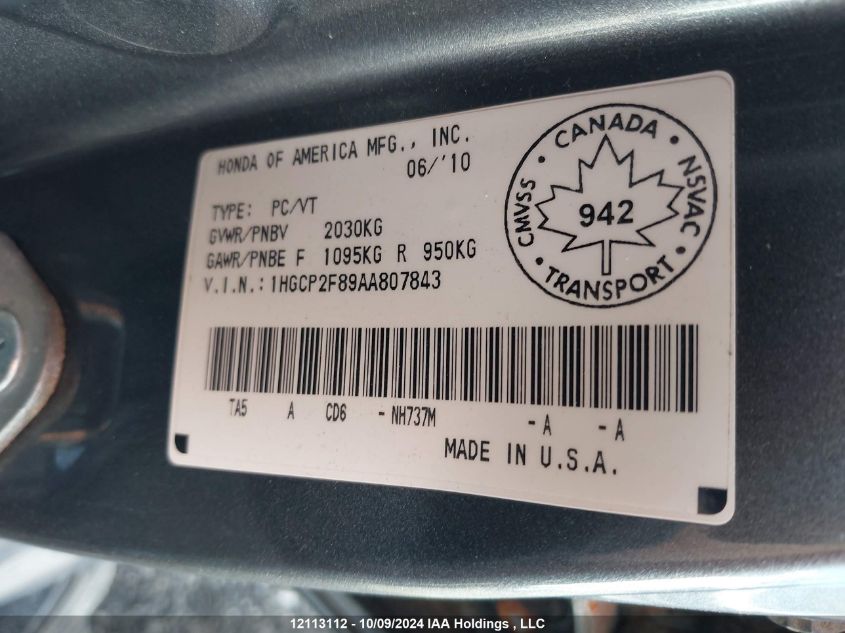 HONDA OF AMERICA MFG., INC.
06/'10
TYPE: PC/VT
GVWR/PNBV 2030KG
GAWR/PNBE F 1095KG R 950KG
V.I.N.: 1HGCP2F89AA807843
CANADA
CMVSS
NSVAC
942
TRANSPORT
TA5 A CD6 - NH737M -A -A
MADE IN U.S.A.
12113112 - 10/09/2024 IAA Holdings , LLC